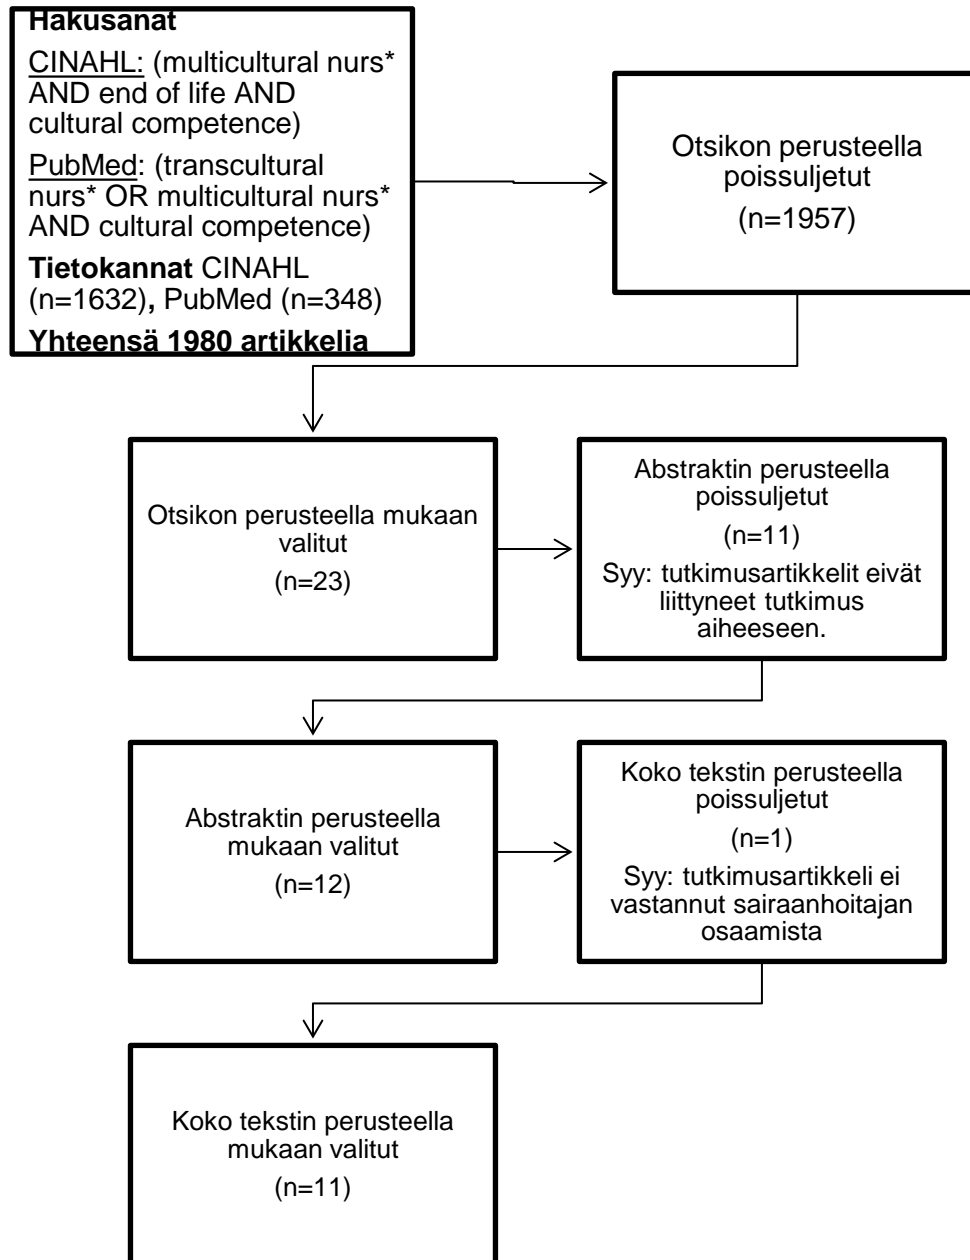 Hakusanat
CINAHL: (multicultural nurs*
AND end of life AND
cultural competence)
PubMed: (transcultural
nurs* OR multicultural nurs*
AND cultural competence)
Tietokannat CINAHL
(n=1632), PubMed (n=348)
Yhteensä 1980 artikkelia
Otsikon perusteella
poissuljetut
(n=1957)
Otsikon perusteella mukaan
valitut
(n=23)
Abstraktin perusteella
poissuljetut
(n=11)
Syy: tutkimusartikkelit eivät
liittyneet tutkimus
aiheeseen.
Abstraktin perusteella
mukaan valitut
(n=12)
Koko tekstin perusteella
poissuljetut
(n=1)
Syy: tutkimusartikkeli ei
vastannut sairaanhoitajan
osaamista
Koko tekstin perusteella
mukaan valitut
(n=11)